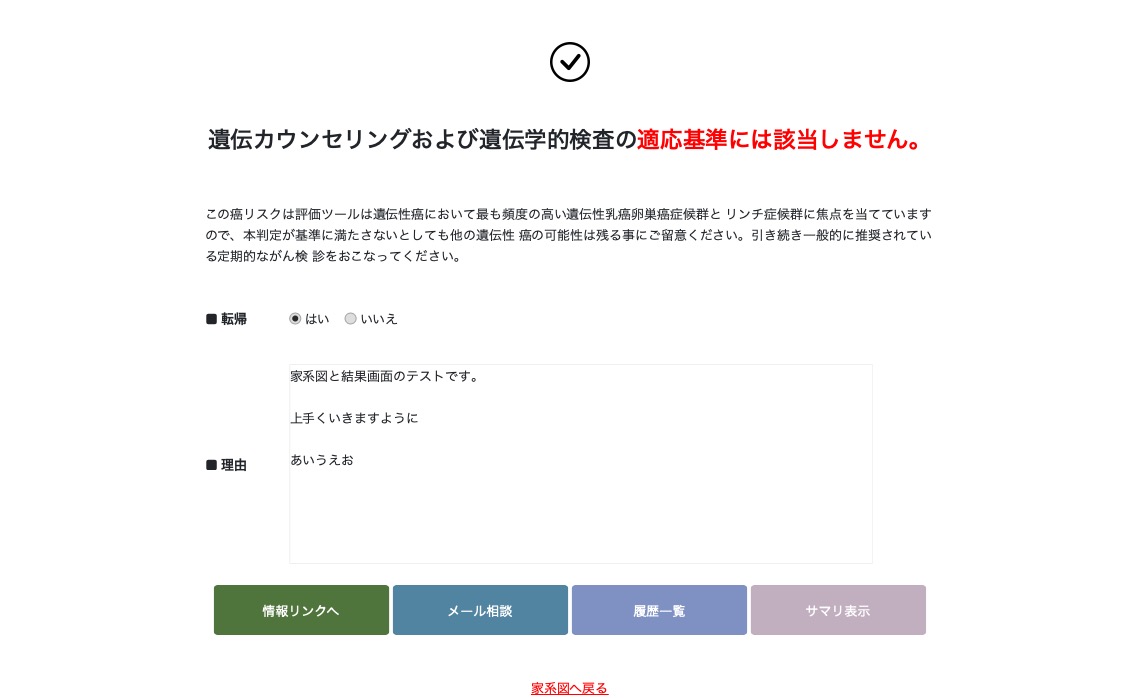 遺伝カウンセリングおよび遺伝学的検査の適応基準には該当しません。
この癌リスクは評価ツールは遺伝性癌において最も頻度の高い遺伝性乳癌卵巣癌症候群と リンチ症候群に焦点を当てています
ので、本判定が基準に満たさないとしても他の遺伝性 癌の可能性は残る事にご留意ください。引き続き一般的に推奨されてい
る定期的ながん検 診をおこなってください。
■ 転帰 はい いいえ
家系図と結果画面のテストです。
上手くいきますように
あいうえお
■ 理由
情報リンクへ メール相談 履歴一覧 サマリ表示
家系図へ戻る